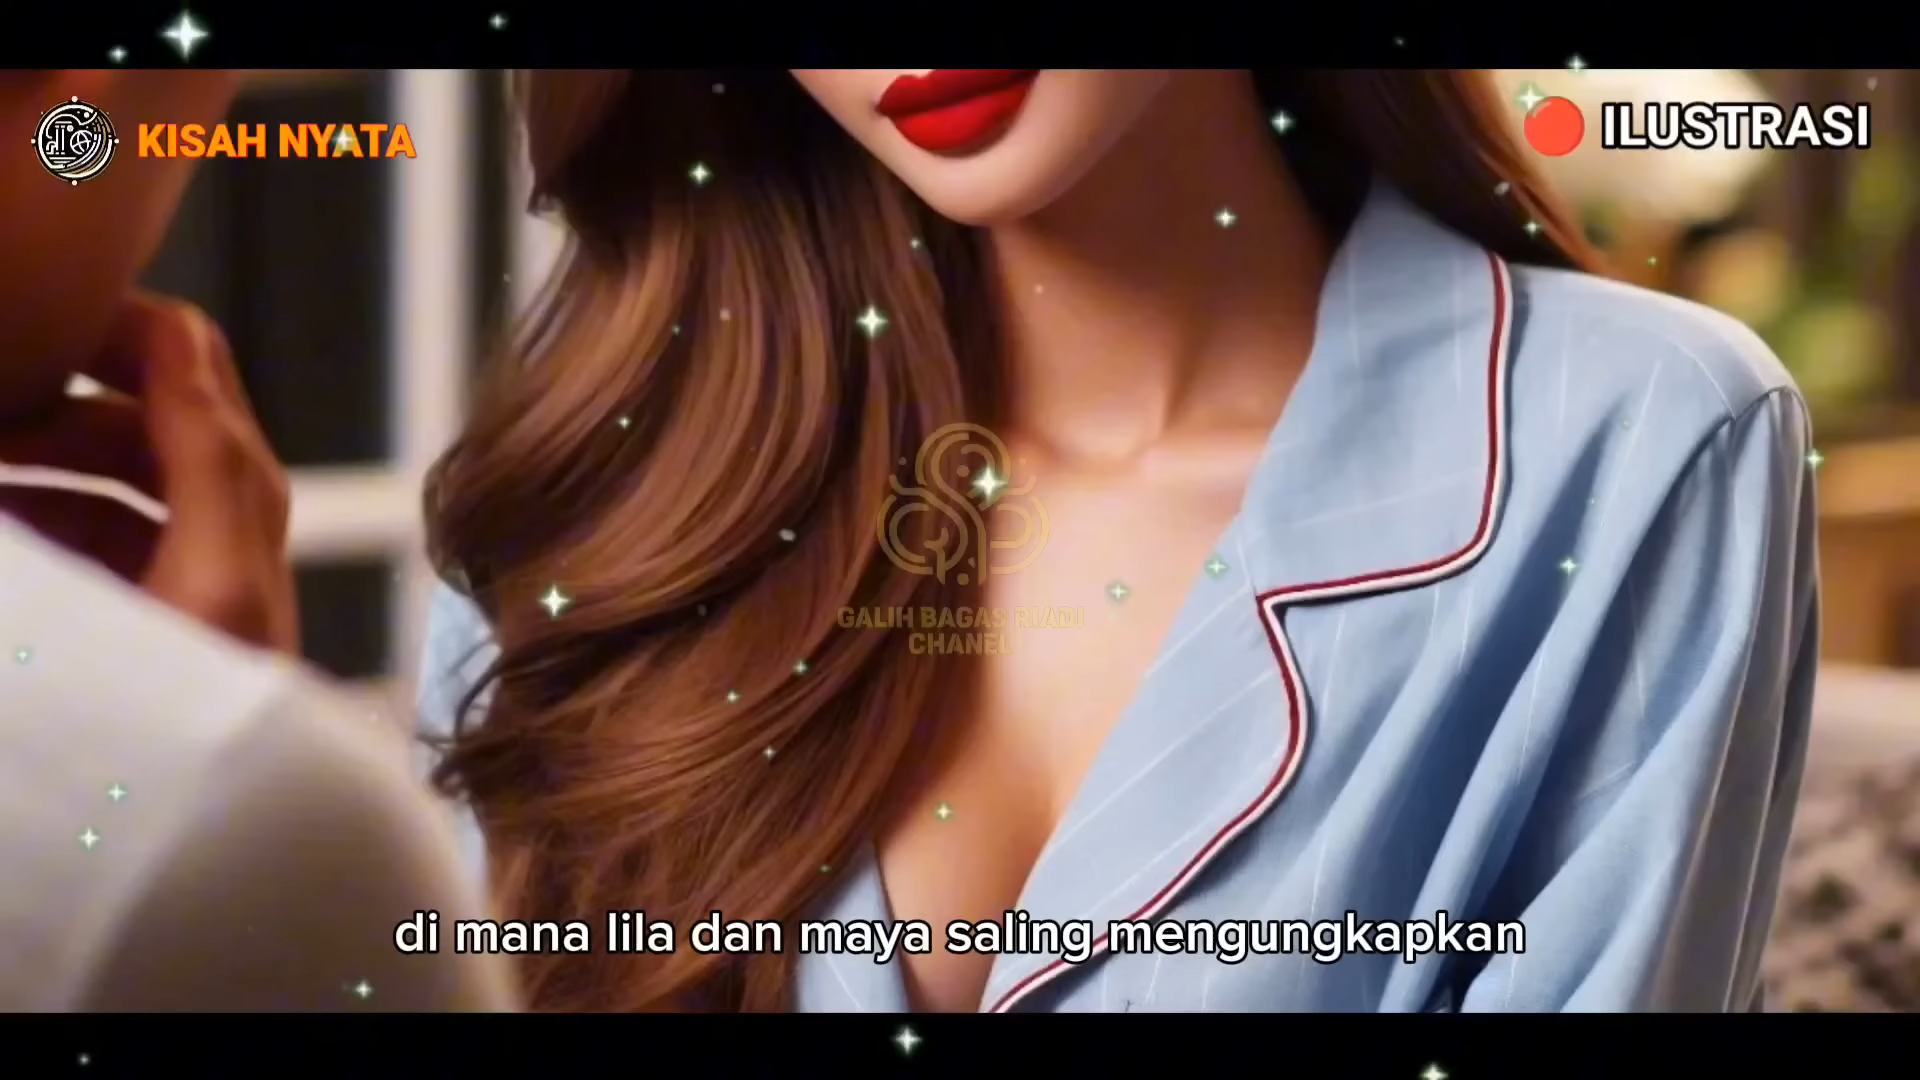 KISAH NYATA
ILUSTRASI
GALIH BAGAS RIADI
CHANEL
di mana lila dan maya saling mengungkapkan